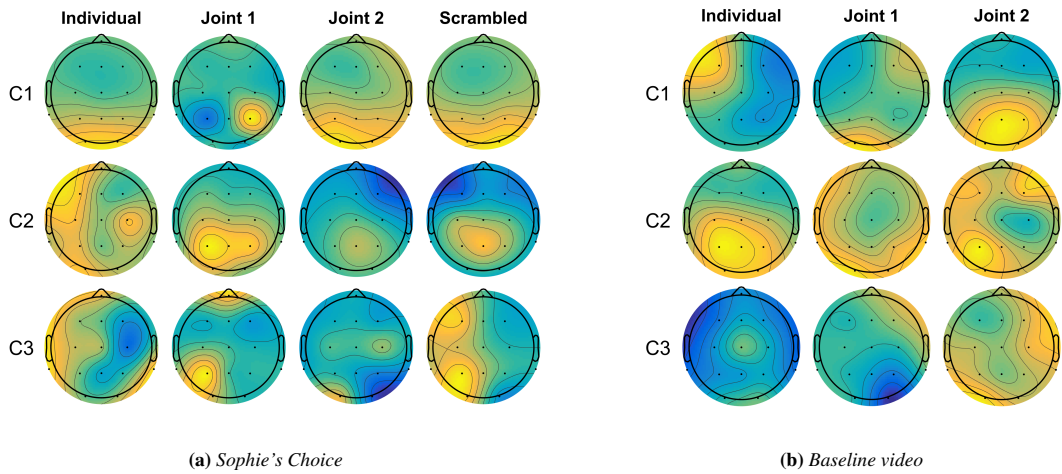 Individual Joint 1 Joint 2 Scrambled
C1
C2
C3
(a) Sophie's Choice
Individual Joint 1 Joint 2
C1
C2
C3
(b) Baseline video